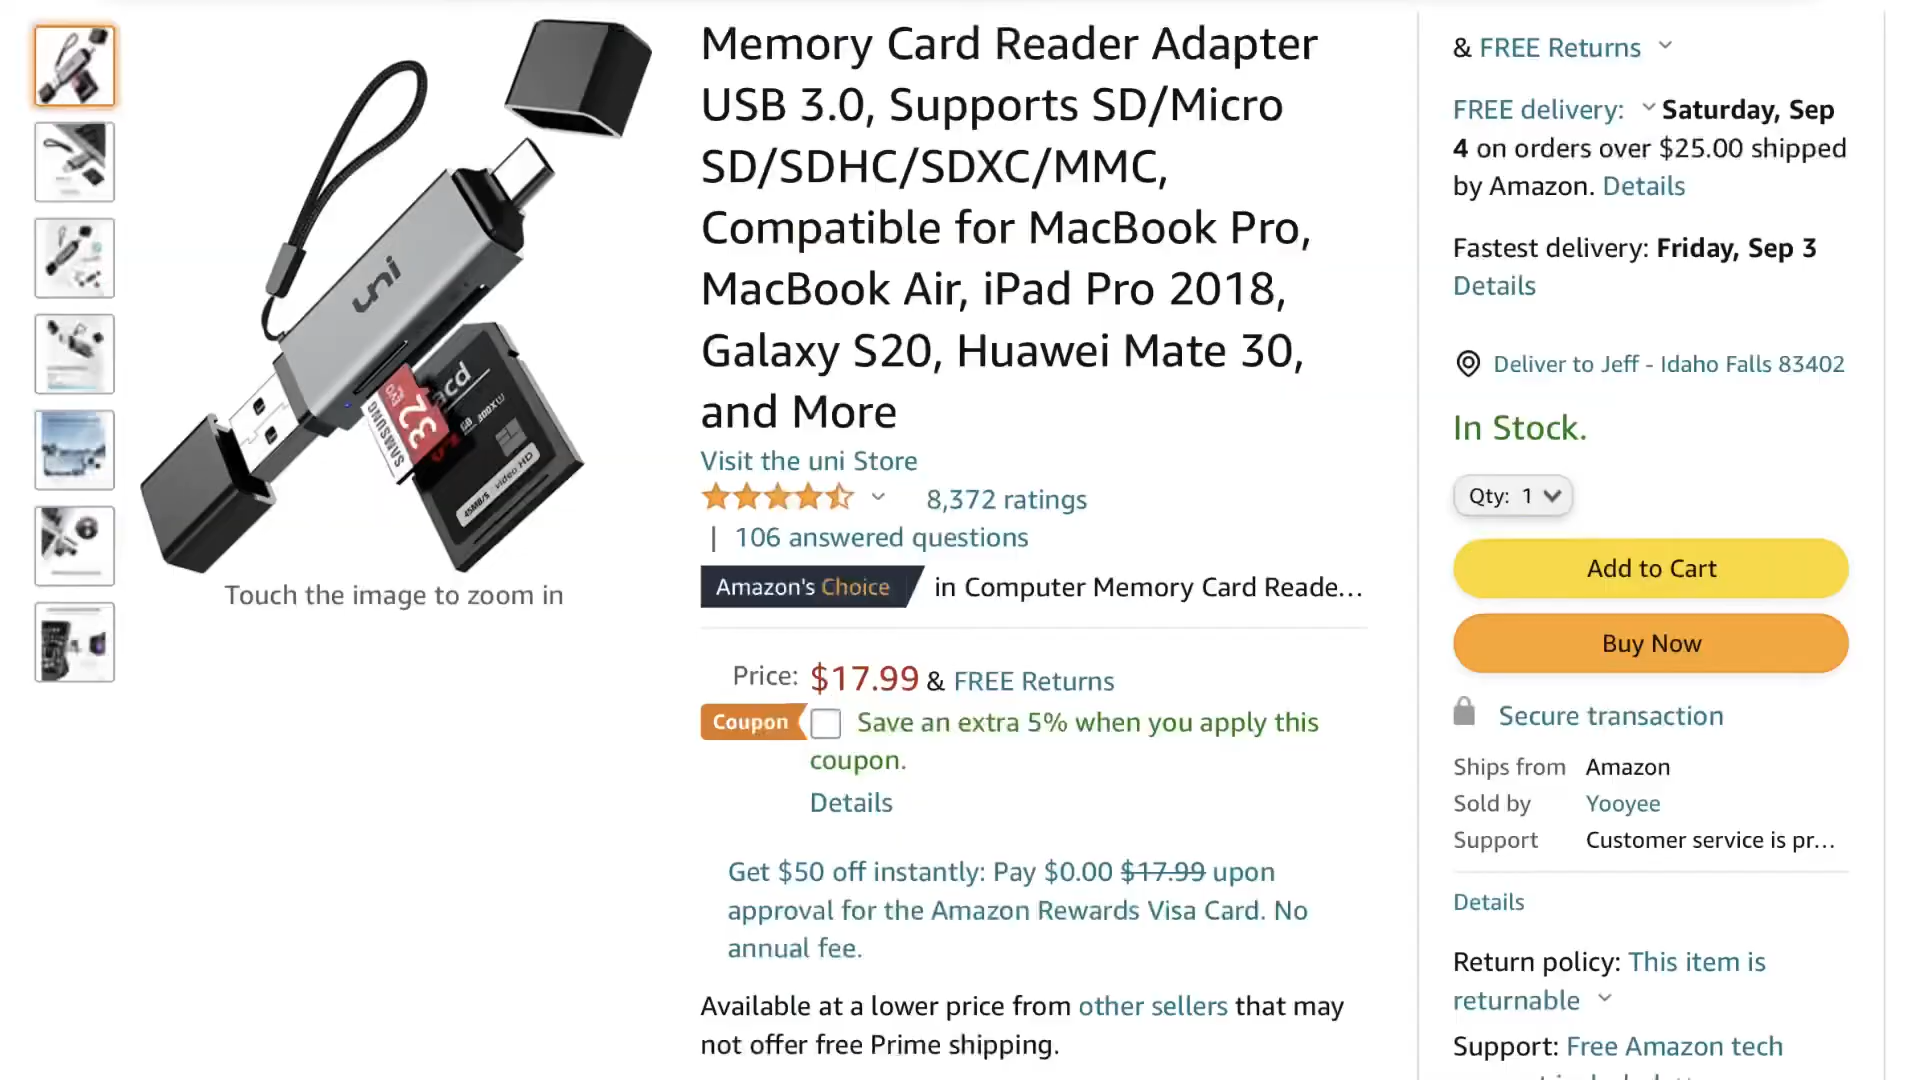 uni
SAMSUNG
32
EVO
acd
GB 300X U
45MB/S video HD
Touch the image to zoom in
Memory Card Reader Adapter
USB 3.0, Supports SD/Micro
SD/SDHC/SDXC/MMC,
Compatible for MacBook Pro,
MacBook Air, iPad Pro 2018,
Galaxy S20, Huawei Mate 30,
and More
Visit the uni Store
8,372 ratings
| 106 answered questions
Amazon's Choice in Computer Memory Card Reade...
Price: $17.99 & FREE Returns
Coupon Save an extra 5% when you apply this
coupon.
Details
Get $50 off instantly: Pay $0.00 $17.99 upon
approval for the Amazon Rewards Visa Card. No
annual fee.
Available at a lower price from other sellers that may
not offer free Prime shipping.
& FREE Returns
FREE delivery: Saturday, Sep
4 on orders over $25.00 shipped
by Amazon. Details
Fastest delivery: Friday, Sep 3
Details
Deliver to Jeff - Idaho Falls 83402
In Stock.
Qty: 1
Add to Cart
Buy Now
Secure transaction
Ships from Amazon
Sold by Yooyee
Support Customer service is pr...
Details
Return policy: This item is
returnable
Support: Free Amazon tech